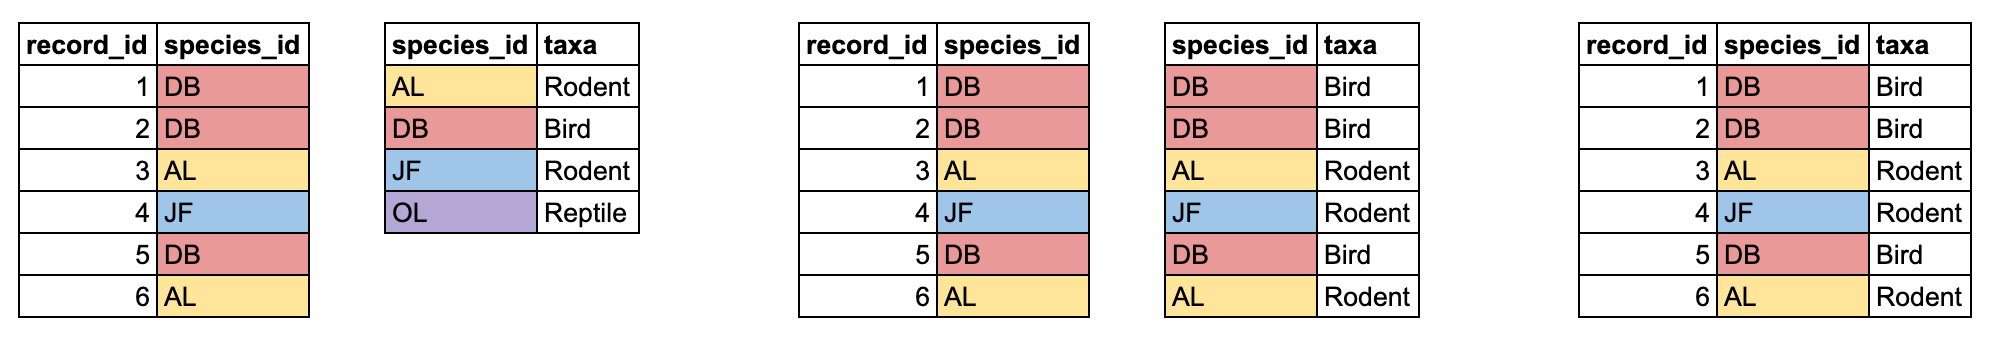 record_id species_id
1 DB
2 DB
3 AL
4 JF
5 DB
6 AL
species_id taxa
AL Rodent
DB Bird
JF Rodent
OL Reptile
record_id species_id
1 DB
2 DB
3 AL
4 JF
5 DB
6 AL
species_id taxa
DB Bird
DB Bird
AL Rodent
JF Rodent
DB Bird
AL Rodent
record_id species_id taxa
1 DB Bird
2 DB Bird
3 AL Rodent
4 JF Rodent
5 DB Bird
6 AL Rodent